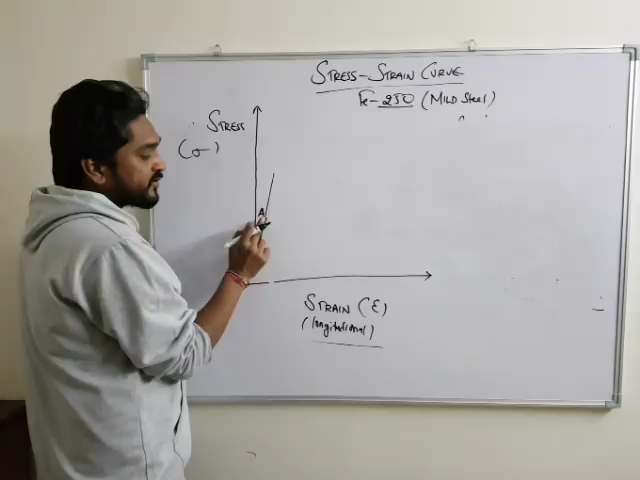 STRESS-STRAIN CURVE
Fe-250 (MILD Steel)
STRESS
(σ)
A
STRAIN (ε)
(longitudinal)